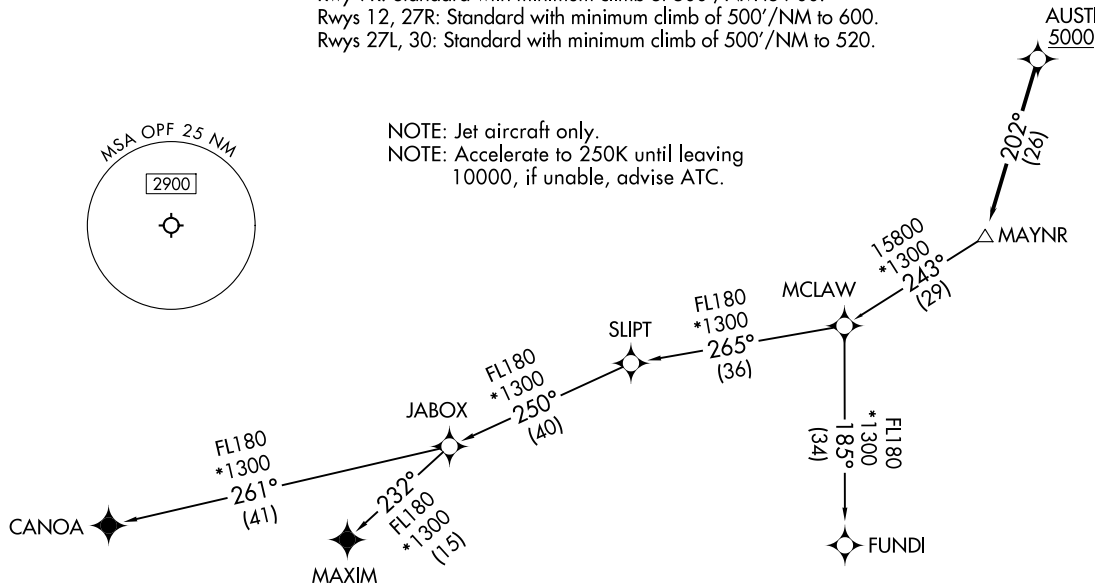 Rwys 12, 27R: Standard with minimum climb of 500'/NM to 600.
Rwys 27L, 30: Standard with minimum climb of 500'/NM to 520.
5000
202°
(26)
MSA OPF 25 NM
2900
NOTE: Jet aircraft only.
NOTE: Accelerate to 250K until leaving
10000, if unable, advise ATC.
MAYNR
15800
*1300
243°
(29)
MCLAW
FL180
*1300
265°
(36)
SLIPT
FL180
*1300
250°
(40)
JABOX
FL180
*1300
185°
(34)
FL180
*1300
261°
(41)
CANOA
232°
FL180
*1300
(15)
MAXIM
FUNDI